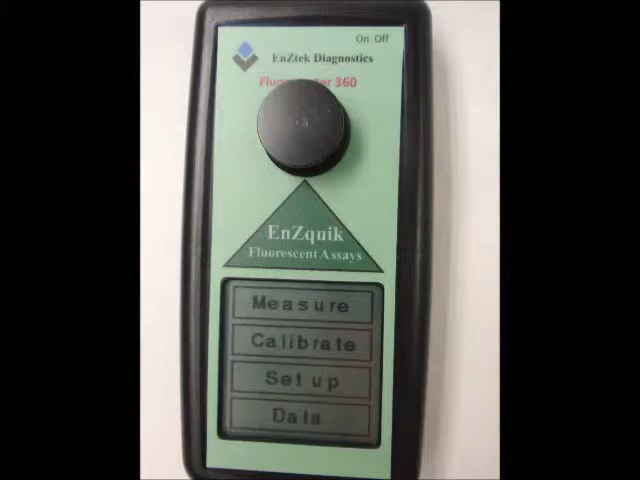 On Off
EnZtek Diagnostics
360
EnZquik
Fluorescent Assays
Measure
Calibrate
Set up
Data